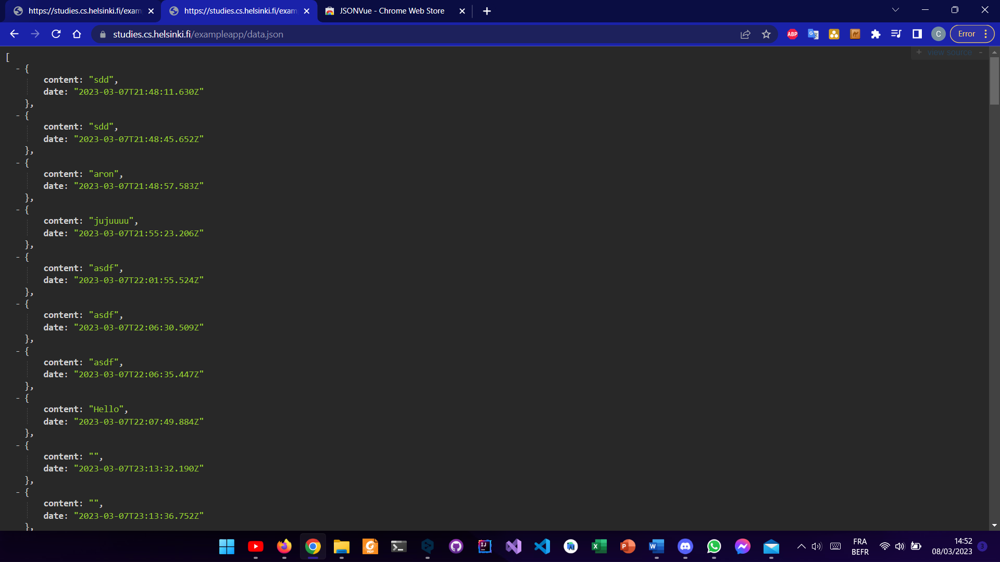 https://studies.cs.helsinki.fi/exam
https://studies.cs.helsinki.fi/exam
JSONVue - Chrome Web Store
studies.cs.helsinki.fi/exampleapp/data.json
ABP
C
Error
+ view source -
[
- {
content: "sdd",
date: "2023-03-07T21:48:11.630Z"
},
- {
content: "sdd",
date: "2023-03-07T21:48:45.652Z"
},
- {
content: "aron",
date: "2023-03-07T21:48:57.583Z"
},
- {
content: "jujuuuu",
date: "2023-03-07T21:55:23.206Z"
},
- {
content: "asdf",
date: "2023-03-07T22:01:55.524Z"
},
- {
content: "asdf",
date: "2023-03-07T22:06:30.509Z"
},
- {
content: "asdf",
date: "2023-03-07T22:06:35.447Z"
},
- {
content: "Hello",
date: "2023-03-07T22:07:49.884Z"
},
- {
content: "",
date: "2023-03-07T23:13:32.190Z"
},
- {
content: "",
date: "2023-03-07T23:13:36.752Z"
},
FRA
BEFR
14:52
08/03/2023
3